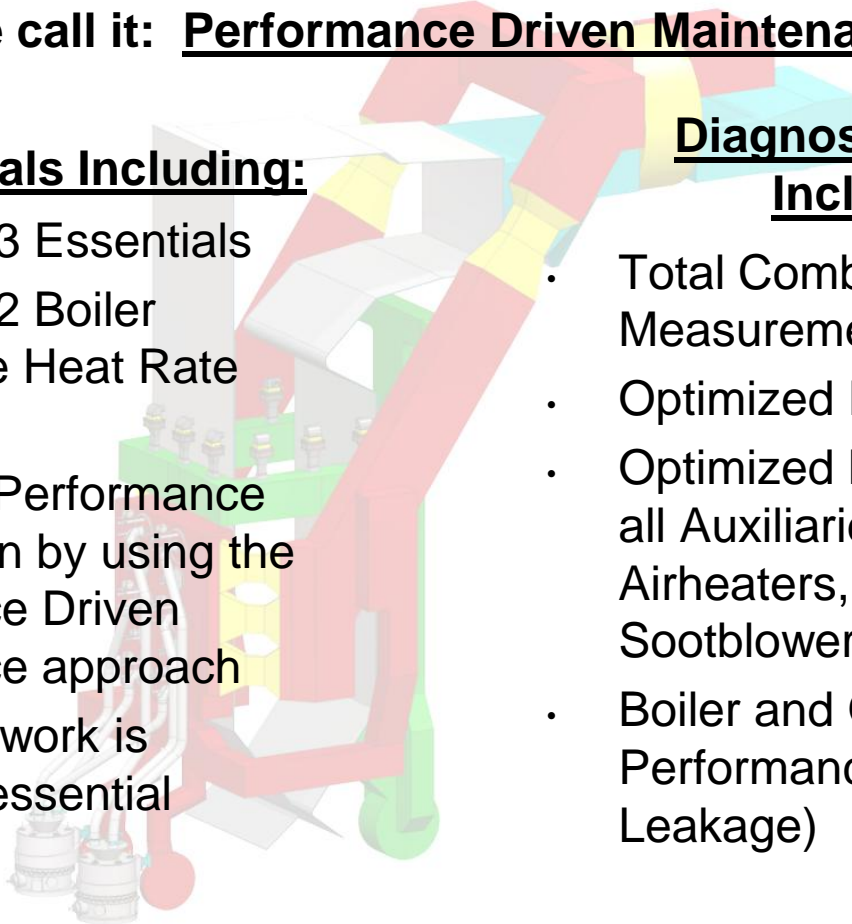 e call it: Performance Driven Maintena
als Including:
3 Essentials
2 Boiler
e Heat Rate
Performance
n by using the
ce Driven
ce approach
work is
essential
Diagnos
Incl
• Total Comb
Measureme
• Optimized
• Optimized
all Auxiliarie
Airheaters,
Sootblower
• Boiler and
Performanc
Leakage)